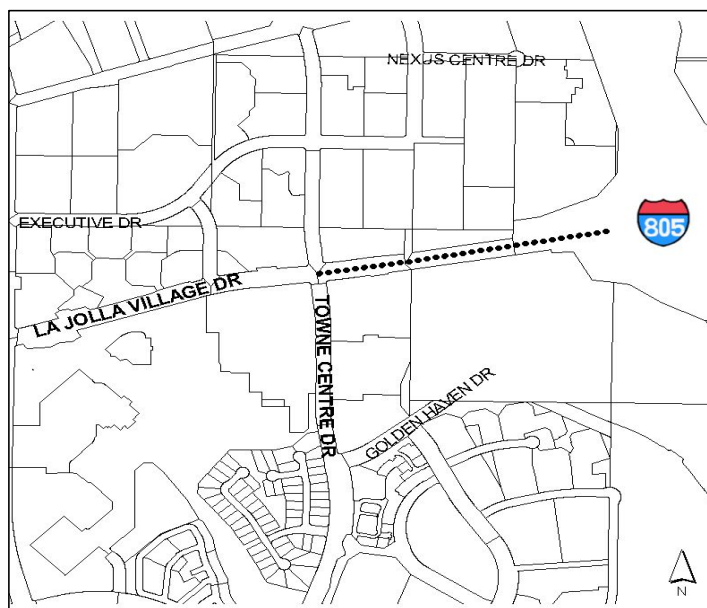 NEXUS CENTRE DR
805
EXECUTIVE DR
LA JOLLA VILLAGE DR
TOWNE CENTRE DR
GOLDEN HAVEN DR
N